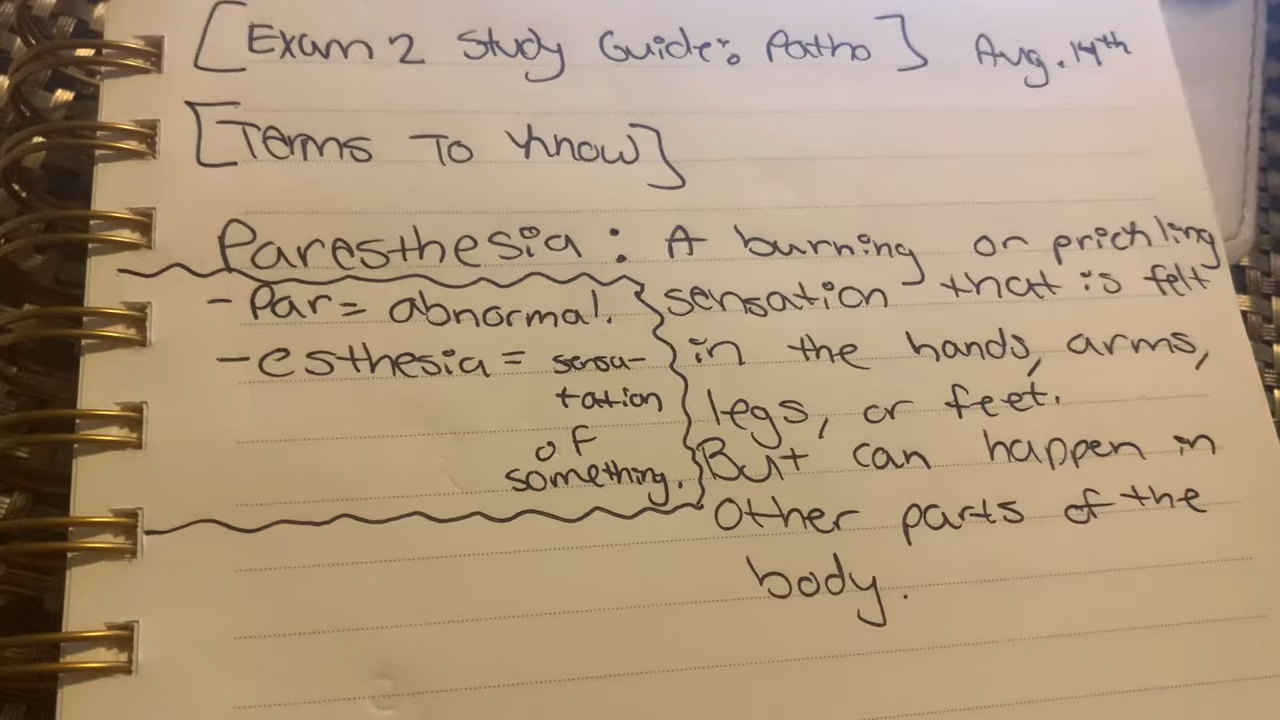 [Exam 2 Study Guide: Patho] Aug. 14th
[Terms To Know]
Paresthesia: A burning or prickling
sensation that is felt
in the hands, arms,
legs, or feet.
But can happen in
Other parts of the
body.
- Par = abnormal.
- esthesia = sensa-
tation
of
something.